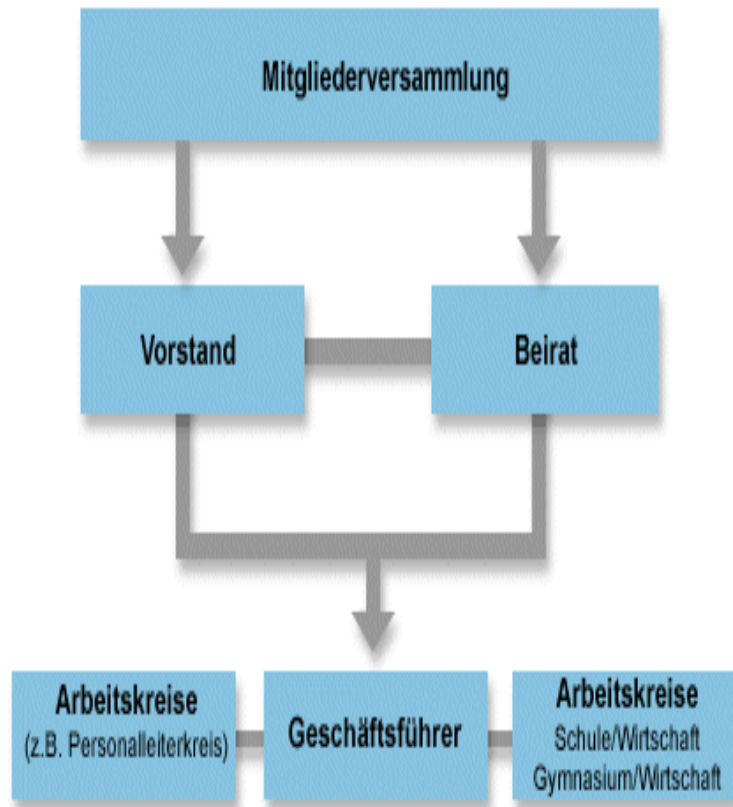 Mitgliederversammlung
Vorstand
Beirat
Arbeitskreise
(z.B. Personalleiterkreis)
Geschäftsführer
Arbeitskreise
Schule/Wirtschaft
Gymnasium/Wirtschaft